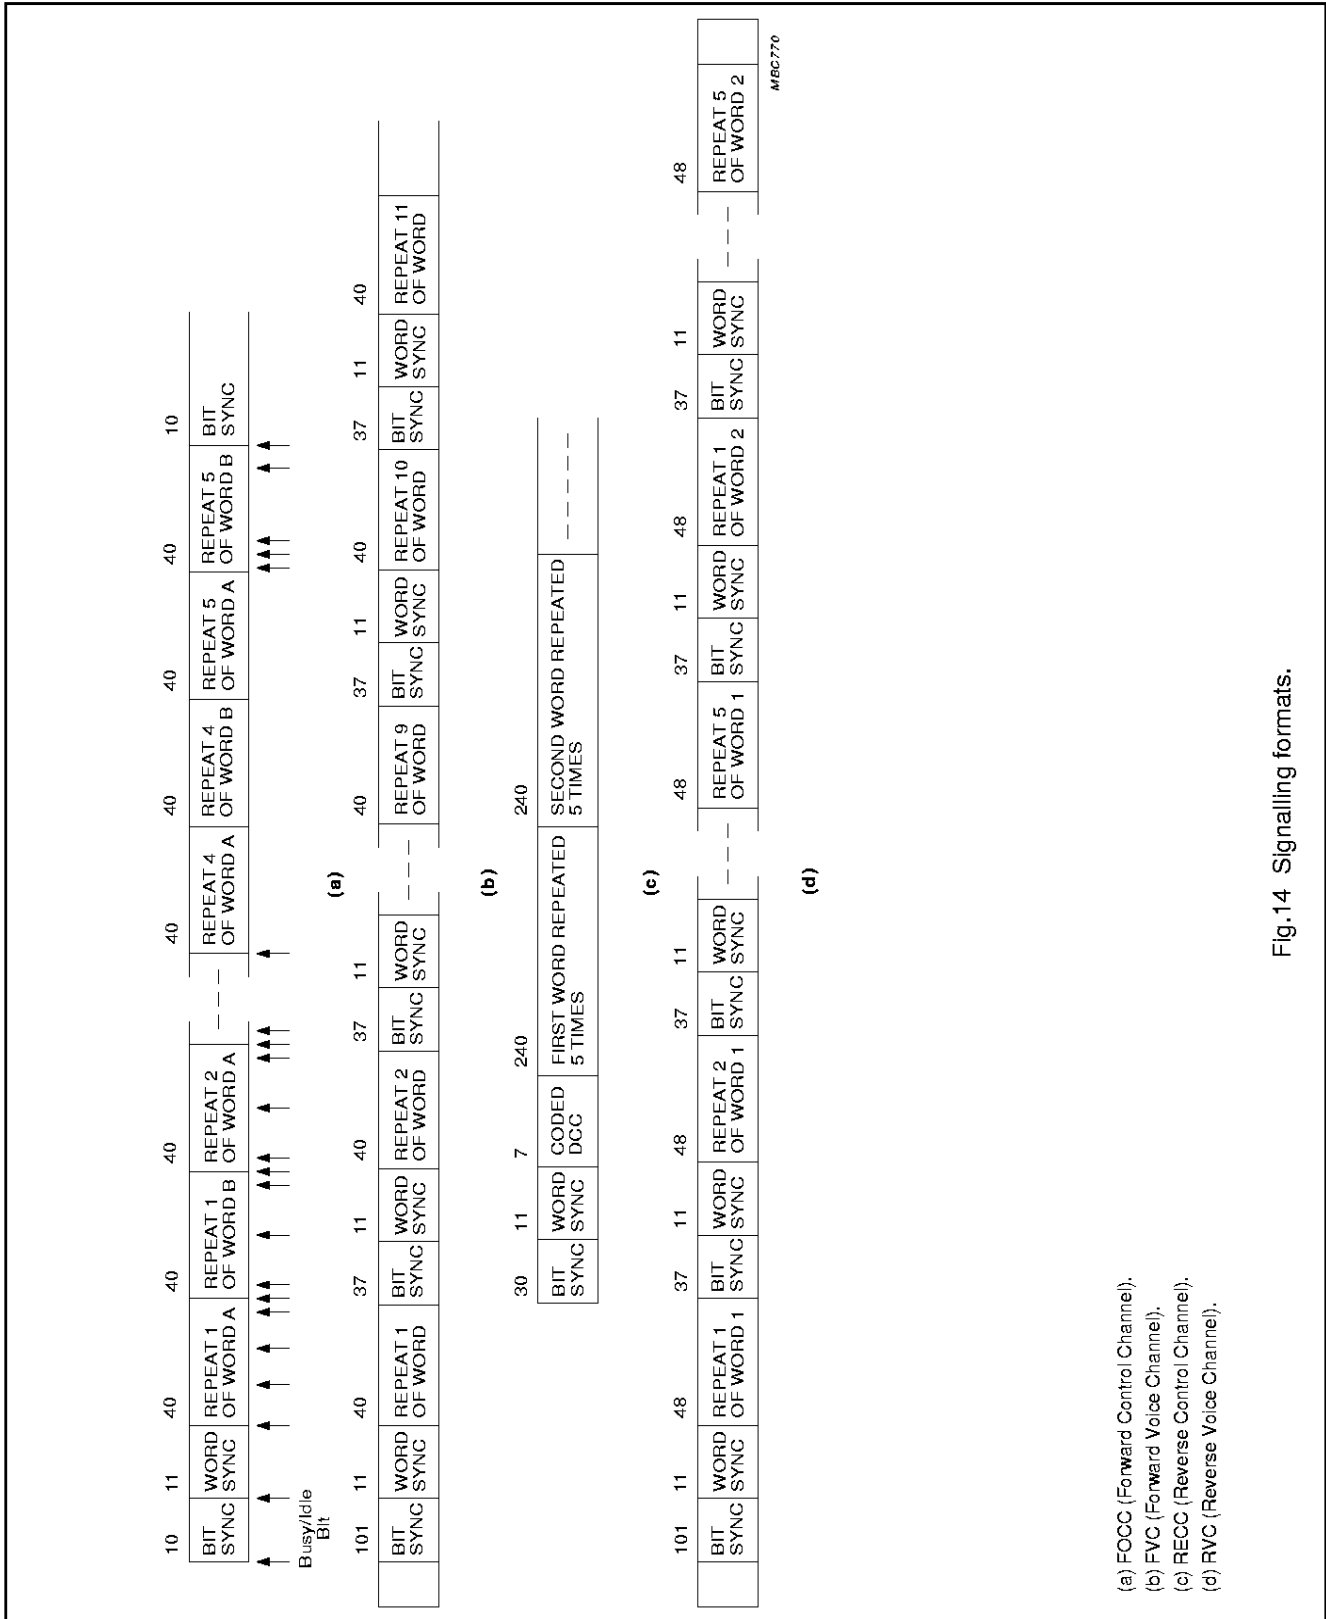 10 11 40 40 40 40 40 40 40 10
BIT SYNC
WORD SYNC
REPEAT 1 OF WORD A
REPEAT 1 OF WORD B
REPEAT 2 OF WORD A
REPEAT 4 OF WORD A
REPEAT 4 OF WORD B
REPEAT 5 OF WORD A
REPEAT 5 OF WORD B
BIT SYNC
Busy/Idle
Bit
(a)
101 11 40 37 11 40 37 11 40 37 11 40 37 11 40
BIT SYNC
WORD SYNC
REPEAT 1 OF WORD
BIT SYNC
WORD SYNC
REPEAT 2 OF WORD
BIT SYNC
WORD SYNC
REPEAT 9 OF WORD
BIT SYNC
WORD SYNC
REPEAT 10 OF WORD
BIT SYNC
WORD SYNC
REPEAT 11 OF WORD
(b)
30 11 7 240 240
BIT SYNC
WORD SYNC
CODED DCC
FIRST WORD REPEATED
5 TIMES
SECOND WORD REPEATED
5 TIMES
(c)
101 11 48 37 11 48 37 11 48 37 11 48 37 11 48
BIT SYNC
WORD SYNC
REPEAT 1 OF WORD 1
BIT SYNC
WORD SYNC
REPEAT 2 OF WORD 1
BIT SYNC
WORD SYNC
REPEAT 5 OF WORD 1
BIT SYNC
WORD SYNC
REPEAT 1 OF WORD 2
BIT SYNC
WORD SYNC
REPEAT 5 OF WORD 2
MBC770
(d)
(a) FOCC (Forward Control Channel).
(b) FVC (Forward Voice Channel).
(c) RECC (Reverse Control Channel).
(d) RVC (Reverse Voice Channel).
Fig.14 Signalling formats.